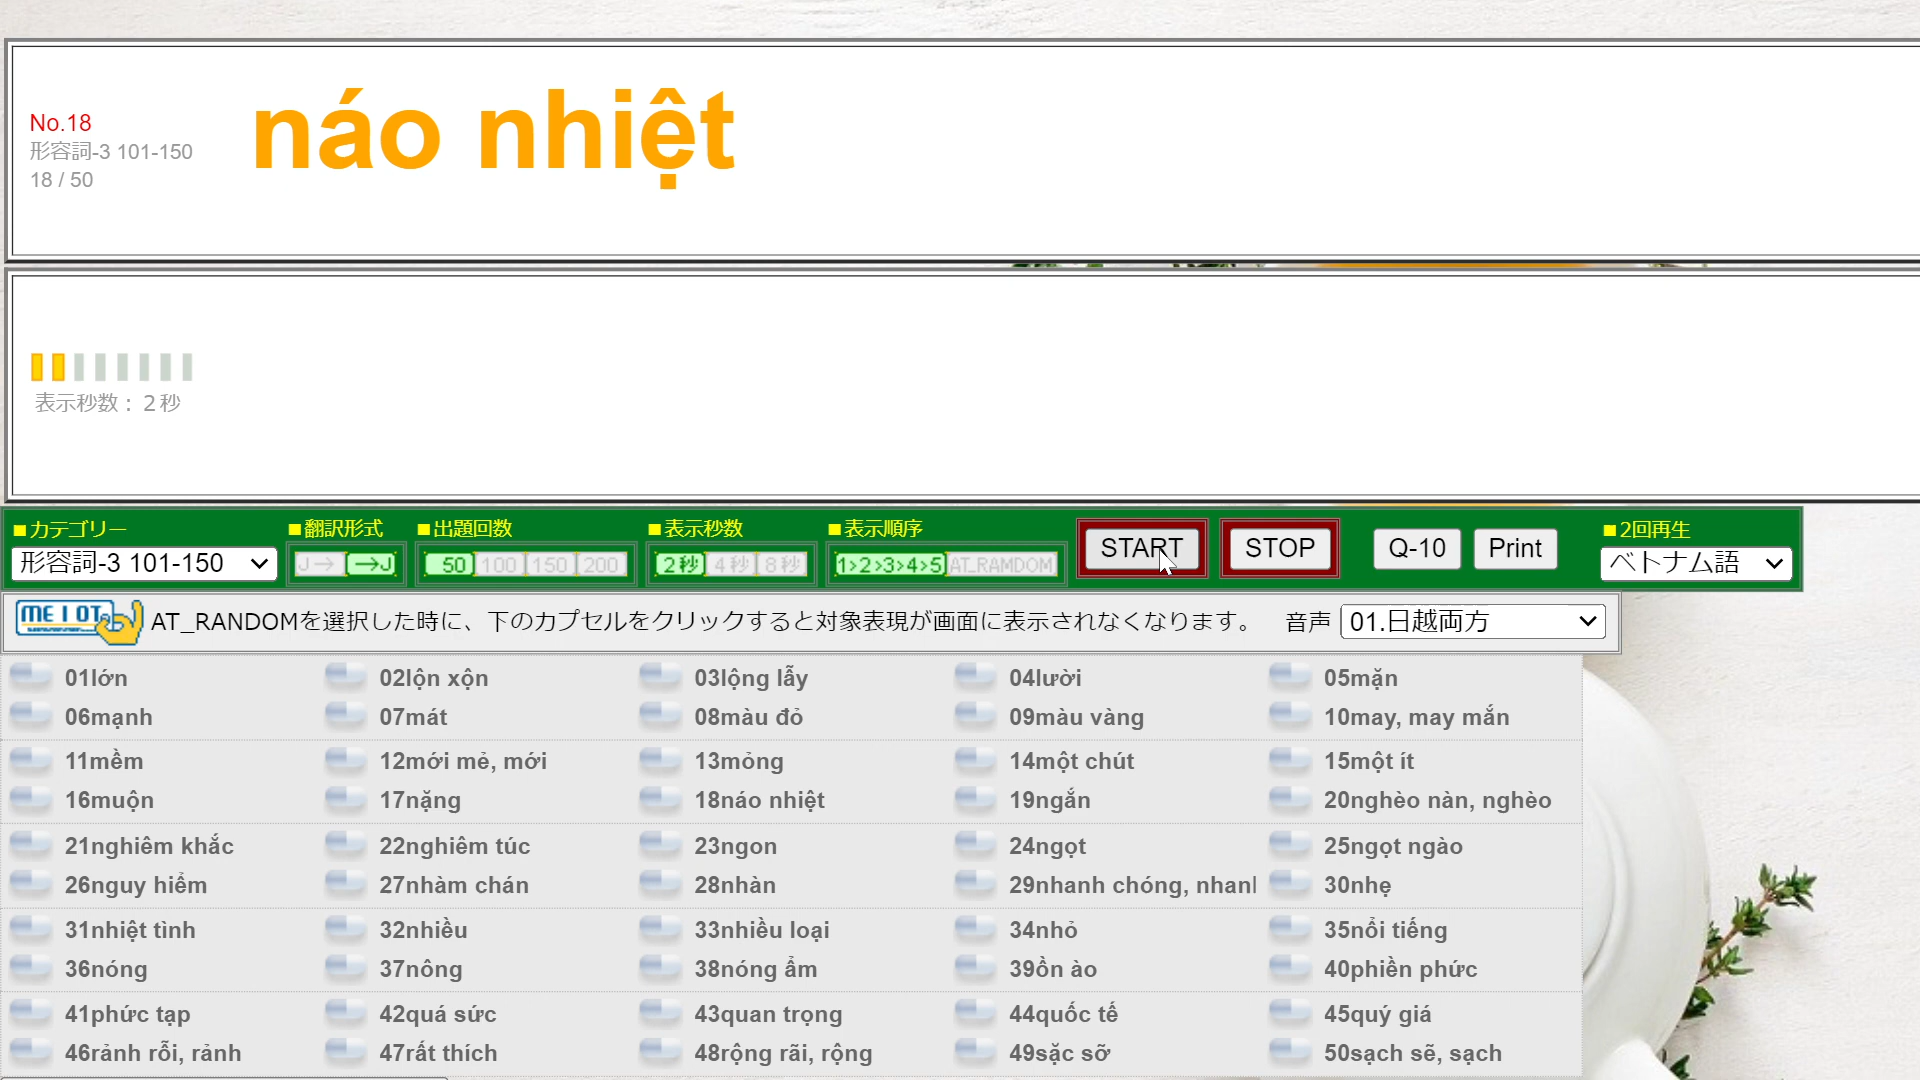 No.18
形容詞-3 101-150
18 / 50
náo nhiệt
表示秒数：２秒
■カテゴリー ■翻訳形式 ■出題回数 ■表示秒数 ■表示順序 ■2回再生
形容詞-3 101-150 J→ →J 50 100 150 200 2秒 4秒 8秒 1>2>3>4>5 AT_RAMDOM START STOP Q-10 Print ベトナム語
AT_RANDOMを選択した時に、下のカプセルをクリックすると対象表現が画面に表示されなくなります。 音声 01.日越両方
01lớn 02lộn xộn 03lộng lẫy 04lười 05mặn
06mạnh 07mát 08màu đỏ 09màu vàng 10may, may mắn
11mềm 12mới mẻ, mới 13mỏng 14một chút 15một ít
16muộn 17nặng 18náo nhiệt 19ngắn 20nghèo nàn, nghèo
21nghiêm khắc 22nghiêm túc 23ngon 24ngọt 25ngọt ngào
26nguy hiểm 27nhàm chán 28nhàn 29nhanh chóng, 30nhẹ
31nhiệt tình 32nhiều 33nhiều loại 34nhỏ 35nổi tiếng
36nóng 37nông 38nóng ẩm 39ồn ào 40phiền phức
41phức tạp 42quá sức 43quan trọng 44quốc tế 45quý giá
46rảnh rỗi, rảnh 47rất thích 48rộng rãi, rộng 49sặc sỡ 50sạch sẽ, sạch